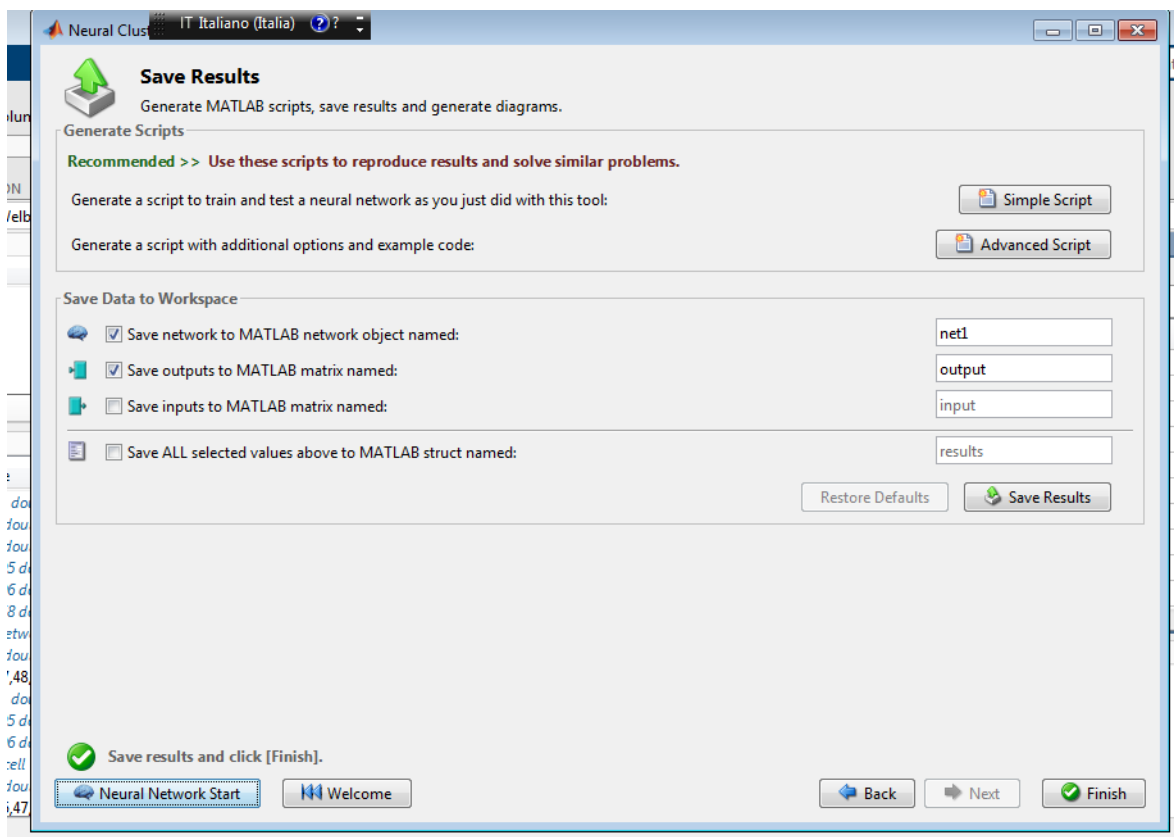 Neural Clust
IT Italiano (Italia) ? ?
Save Results
Generate MATLAB scripts, save results and generate diagrams.
Generate Scripts
Recommended >> Use these scripts to reproduce results and solve similar problems.
Generate a script to train and test a neural network as you just did with this tool:
Simple Script
Generate a script with additional options and example code:
Advanced Script
Save Data to Workspace
Save network to MATLAB network object named:
net1
Save outputs to MATLAB matrix named:
output
Save inputs to MATLAB matrix named:
input
Save ALL selected values above to MATLAB struct named:
results
Restore Defaults
Save Results
Save results and click [Finish].
Neural Network Start
Welcome
Back
Next
Finish